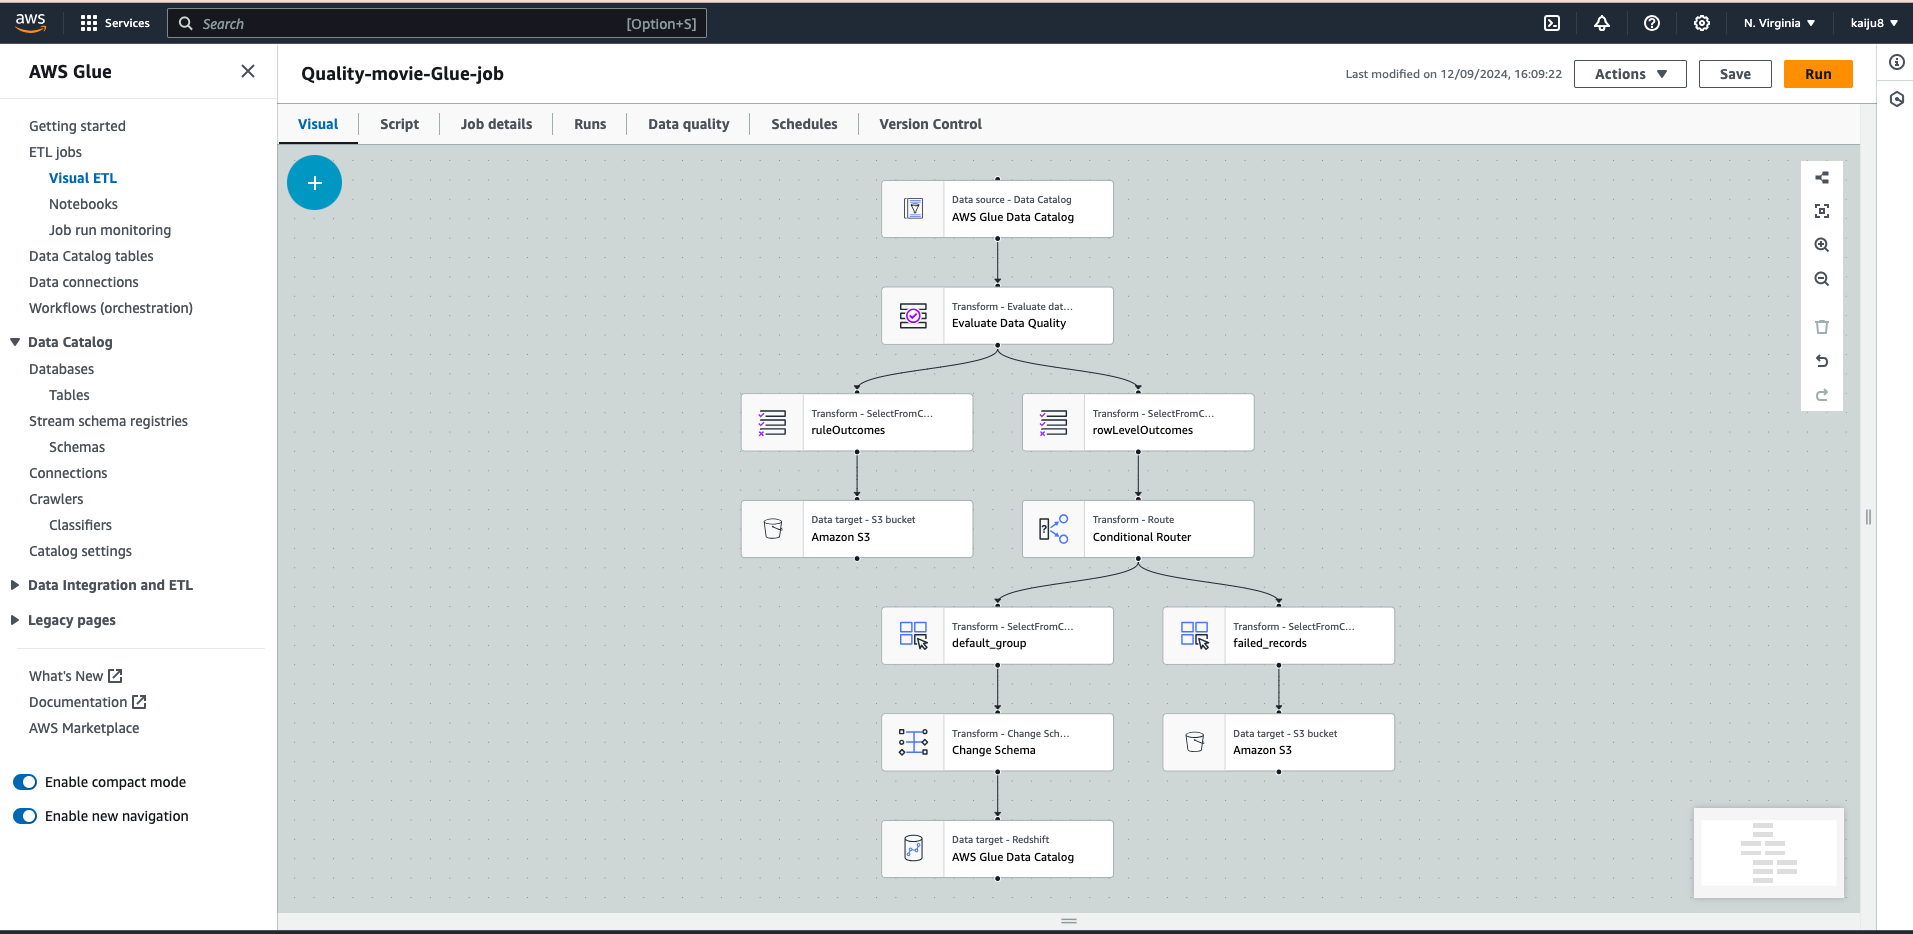 aws
Services
Search
[Option+S]
N. Virginia
kaiju8
AWS Glue
Getting started
ETL jobs
Visual ETL
Notebooks
Job run monitoring
Data Catalog tables
Data connections
Workflows (orchestration)
Data Catalog
Databases
Tables
Stream schema registries
Schemas
Connections
Crawlers
Classifiers
Catalog settings
Data Integration and ETL
Legacy pages
What's New
Documentation
AWS Marketplace
Enable compact mode
Enable new navigation
Quality-movie-Glue-job
Last modified on 12/09/2024, 16:09:22
Actions
Save
Run
Visual
Script
Job details
Runs
Data quality
Schedules
Version Control
Data source - Data Catalog
AWS Glue Data Catalog
Transform - Evaluate dat...
Evaluate Data Quality
Transform - SelectFromC...
ruleOutcomes
Transform - SelectFromC...
rowLevelOutcomes
Data target - S3 bucket
Amazon S3
Transform - Route
Conditional Router
Transform - SelectFromC...
default_group
Transform - SelectFromC...
failed_records
Transform - Change Sch...
Change Schema
Data target - S3 bucket
Amazon S3
Data target - Redshift
AWS Glue Data Catalog